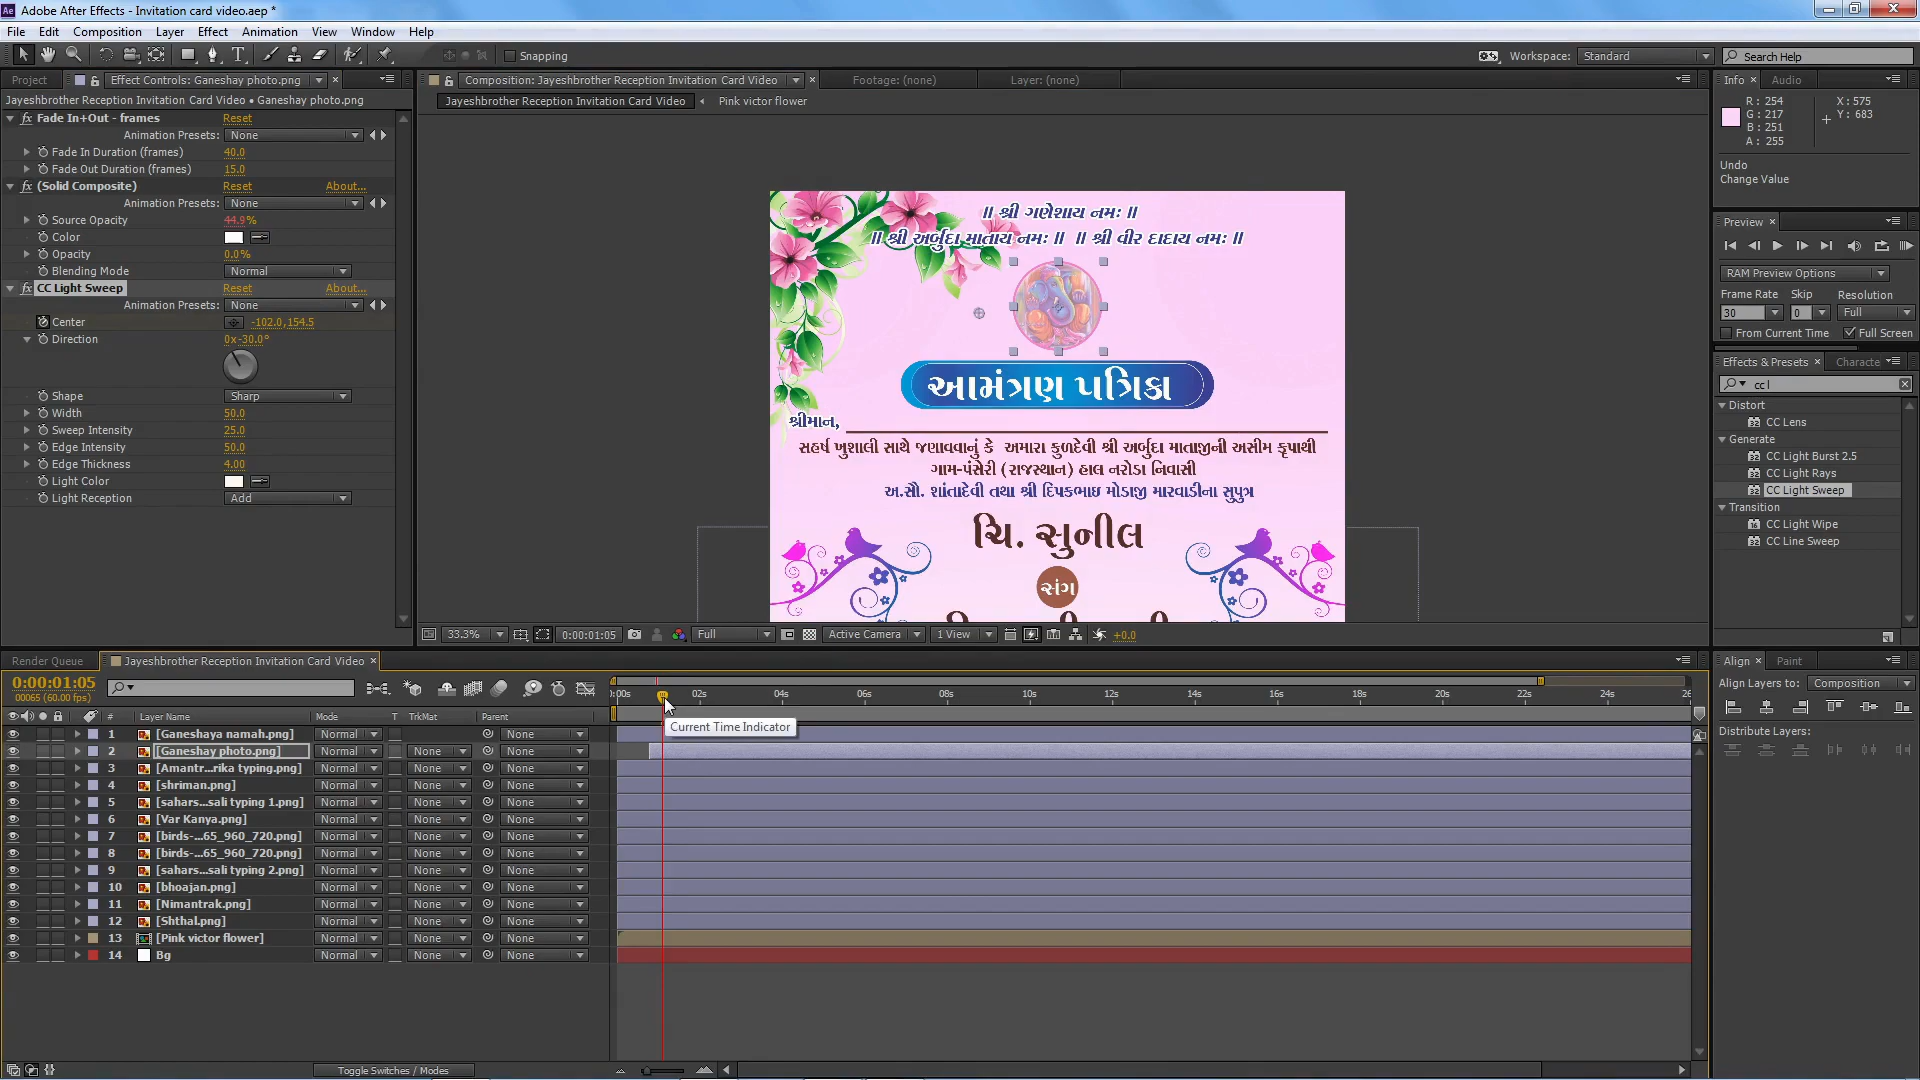 Adobe After Effects - Invitation card video.aep *
File Edit Composition Layer Effect Animation View Window Help
Snapping
Workspace: Standard
Search Help
Project Effect Controls: Ganeshay photo.png
Jayeshbrother Reception Invitation Card Video • Ganeshay photo.png
Fade In+Out - frames Reset
Animation Presets: None
Fade In Duration (frames) 40.0
Fade Out Duration (frames) 15.0
(Solid Composite) Reset About...
Animation Presets: None
Source Opacity 44.9%
Color
Opacity 0.0%
Blending Mode Normal
CC Light Sweep Reset About...
Animation Presets: None
Center -102.0,154.5
Direction 0x-30.0°
Shape Sharp
Width 50.0
Sweep Intensity 25.0
Edge Intensity 50.0
Edge Thickness 4.00
Light Color
Light Reception Add
Composition: Jayeshbrother Reception Invitation Card Video
Footage: (none)
Layer: (none)
Jayeshbrother Reception Invitation Card Video Pink victor flower
॥ શ્રી ગણેશાય નમઃ ॥
॥ શ્રી અર્બુદા માતાય નમઃ ॥ ॥ શ્રી વીર દાદાય નમઃ ॥
આમંત્રણ પત્રિકા
શ્રીમાન,
સહર્ષ ખુશાલી સાથે જણાવવાનું કે અમારા કુળદેવી શ્રી અર્બુદા માતાજીની અસીમ કૃપાથી
ગામ-પંસેરી (રાજસ્થાન) હાલ નરોડા નિવાસી
અ.સૌ. શાંતાદેવી તથા શ્રી દિપકભાઇ મોડાજી મારવાડીના સુપુત્ર
ચિ. સુનીલ
સંગ
33.3% 0:00:01:05 Full Active Camera 1 View +0.0
Info Audio
R: 254
G: 217
B: 251
A: 255
X: 575
Y: 683
Undo
Change Value
Preview
RAM Preview Options
Frame Rate Skip Resolution
30 0 Full
From Current Time Full Screen
Effects & Presets Characte
cc l
Distort
CC Lens
Generate
CC Light Burst 2.5
CC Light Rays
CC Light Sweep
Transition
CC Light Wipe
CC Line Sweep
Render Queue Jayeshbrother Reception Invitation Card Video
0:00:01:05
00065 (60.00 fps)
# Layer Name Mode T TrkMat Parent
:00s 02s 04s 06s 08s 10s 12s 14s 16s 18s 20s 22s 24s 26
Current Time Indicator
1 [Ganeshaya namah.png] Normal None
2 [Ganeshay photo.png] Normal None None
3 [Amantr...rika typing.png] Normal None None
4 [shriman.png] Normal None None
5 [sahars...sali typing 1.png] Normal None None
6 [Var Kanya.png] Normal None None
7 [birds-...65_960_720.png] Normal None None
8 [birds-...65_960_720.png] Normal None None
9 [sahars...sali typing 2.png] Normal None None
10 [bhoajan.png] Normal None None
11 [Nimantrak.png] Normal None None
12 [Shthal.png] Normal None None
13 [Pink victor flower] Normal None None
14 Bg Normal None None
Toggle Switches / Modes
Align Paint
Align Layers to: Composition
Distribute Layers: